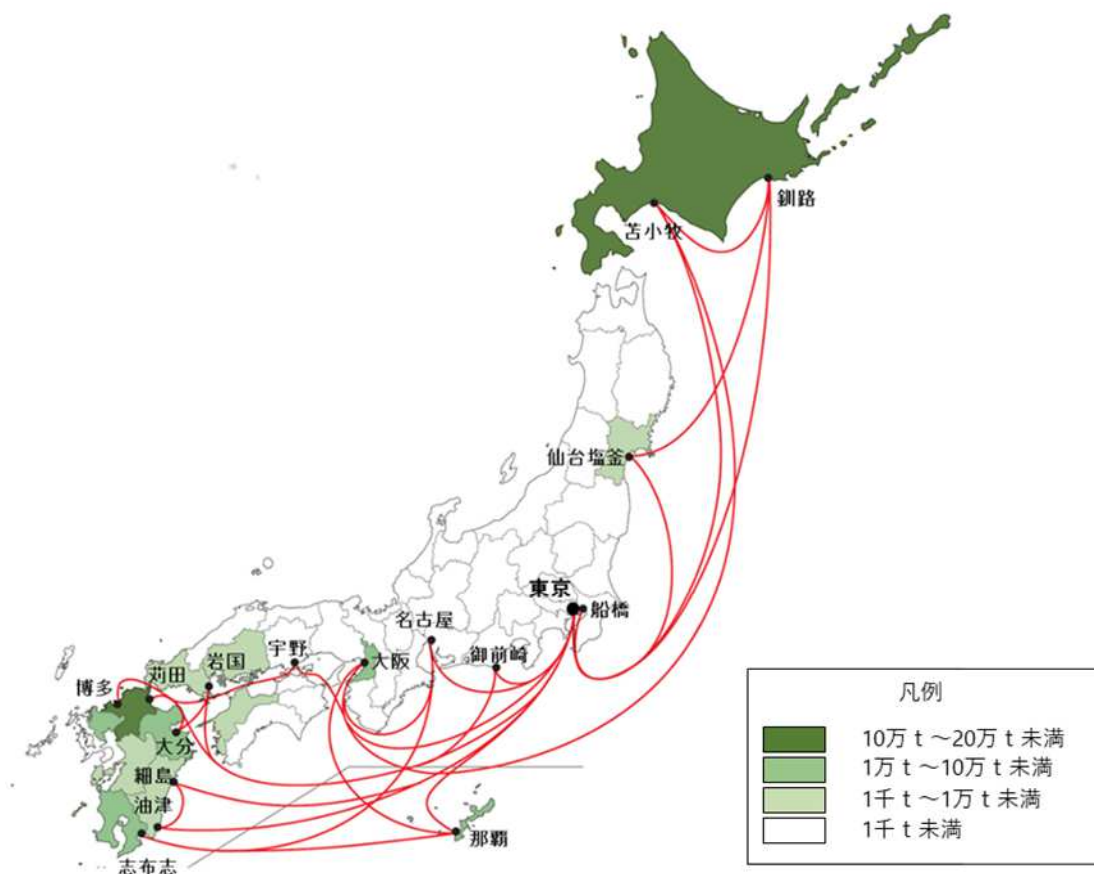 釧路
苫小牧
仙台塩釜
東京
船橋
名古屋
御前崎
宇野
大阪
岩国
苅田
博多
大分
細島
油津
志布志
那覇
凡例
10万t~20万t未満
1万t~10万t未満
1千t~1万t未満
1千t未満